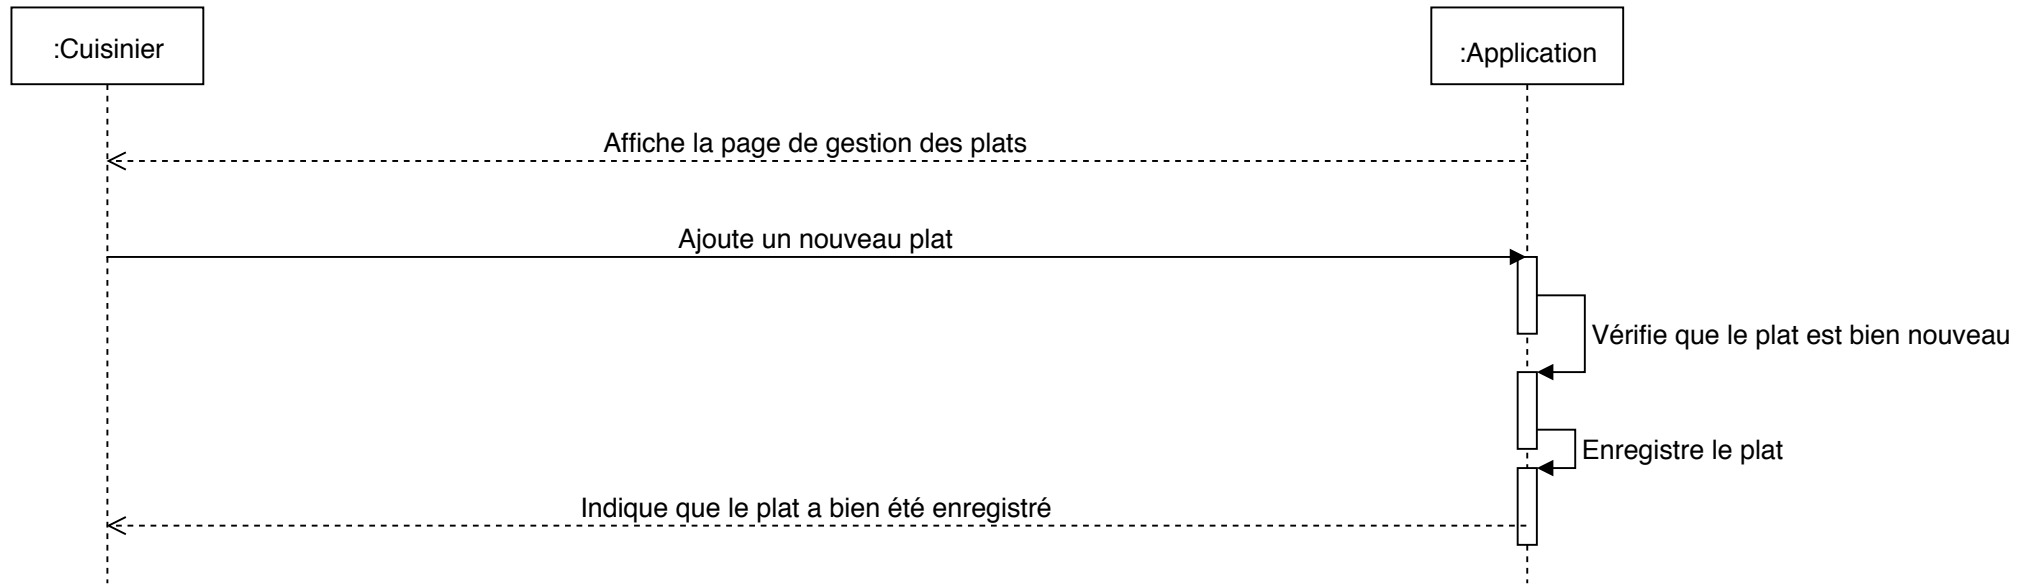 :Cuisinier
:Application
Affiche la page de gestion des plats
Ajoute un nouveau plat
Vérifie que le plat est bien nouveau
Enregistre le plat
Indique que le plat a bien été enregistré